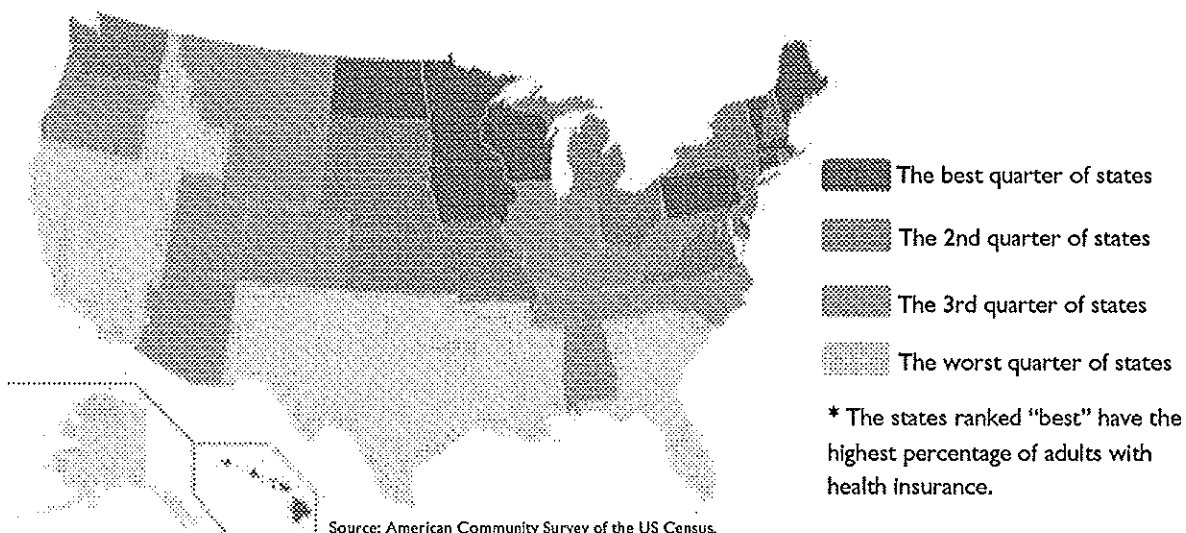 The best quarter of states
The 2nd quarter of states
The 3rd quarter of states
The worst quarter of states
* The states ranked “best” have the
highest percentage of adults with
health insurance.
Source: American Community Survey of the US Census.